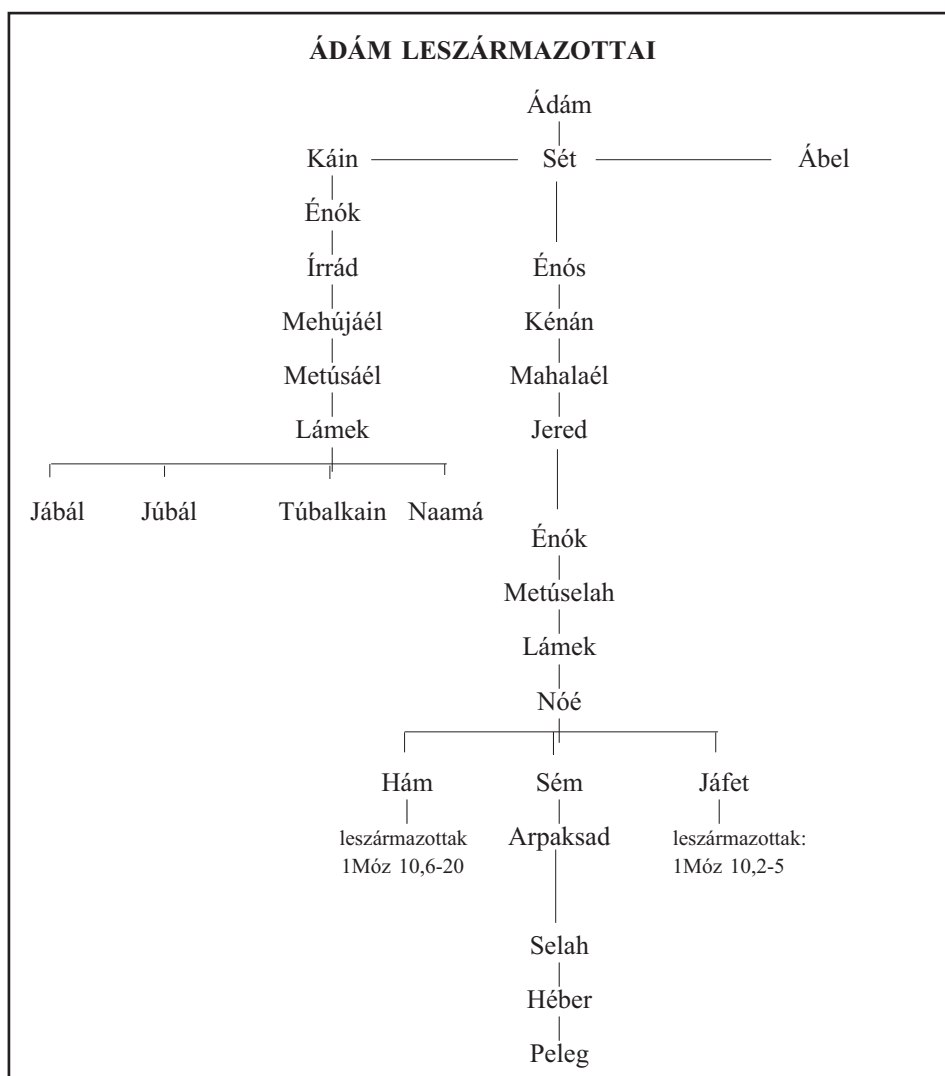 ÁDÁM LESZÁRMAZOTTAI
Ádám
Káin Sét Ábel
Énók
Írrád Énós
Mehújáél Kénán
Metúsáél Mahalaél
Lámek Jered
Jábál Júbál Túbalkain Naamá
Énók
Metúselah
Lámek
Nóé
Hám Sém Jáfet
leszármazottak Arpaksad leszármazottak:
1Móz 10,6-20 1Móz 10,2-5
Selah
Héber
Peleg